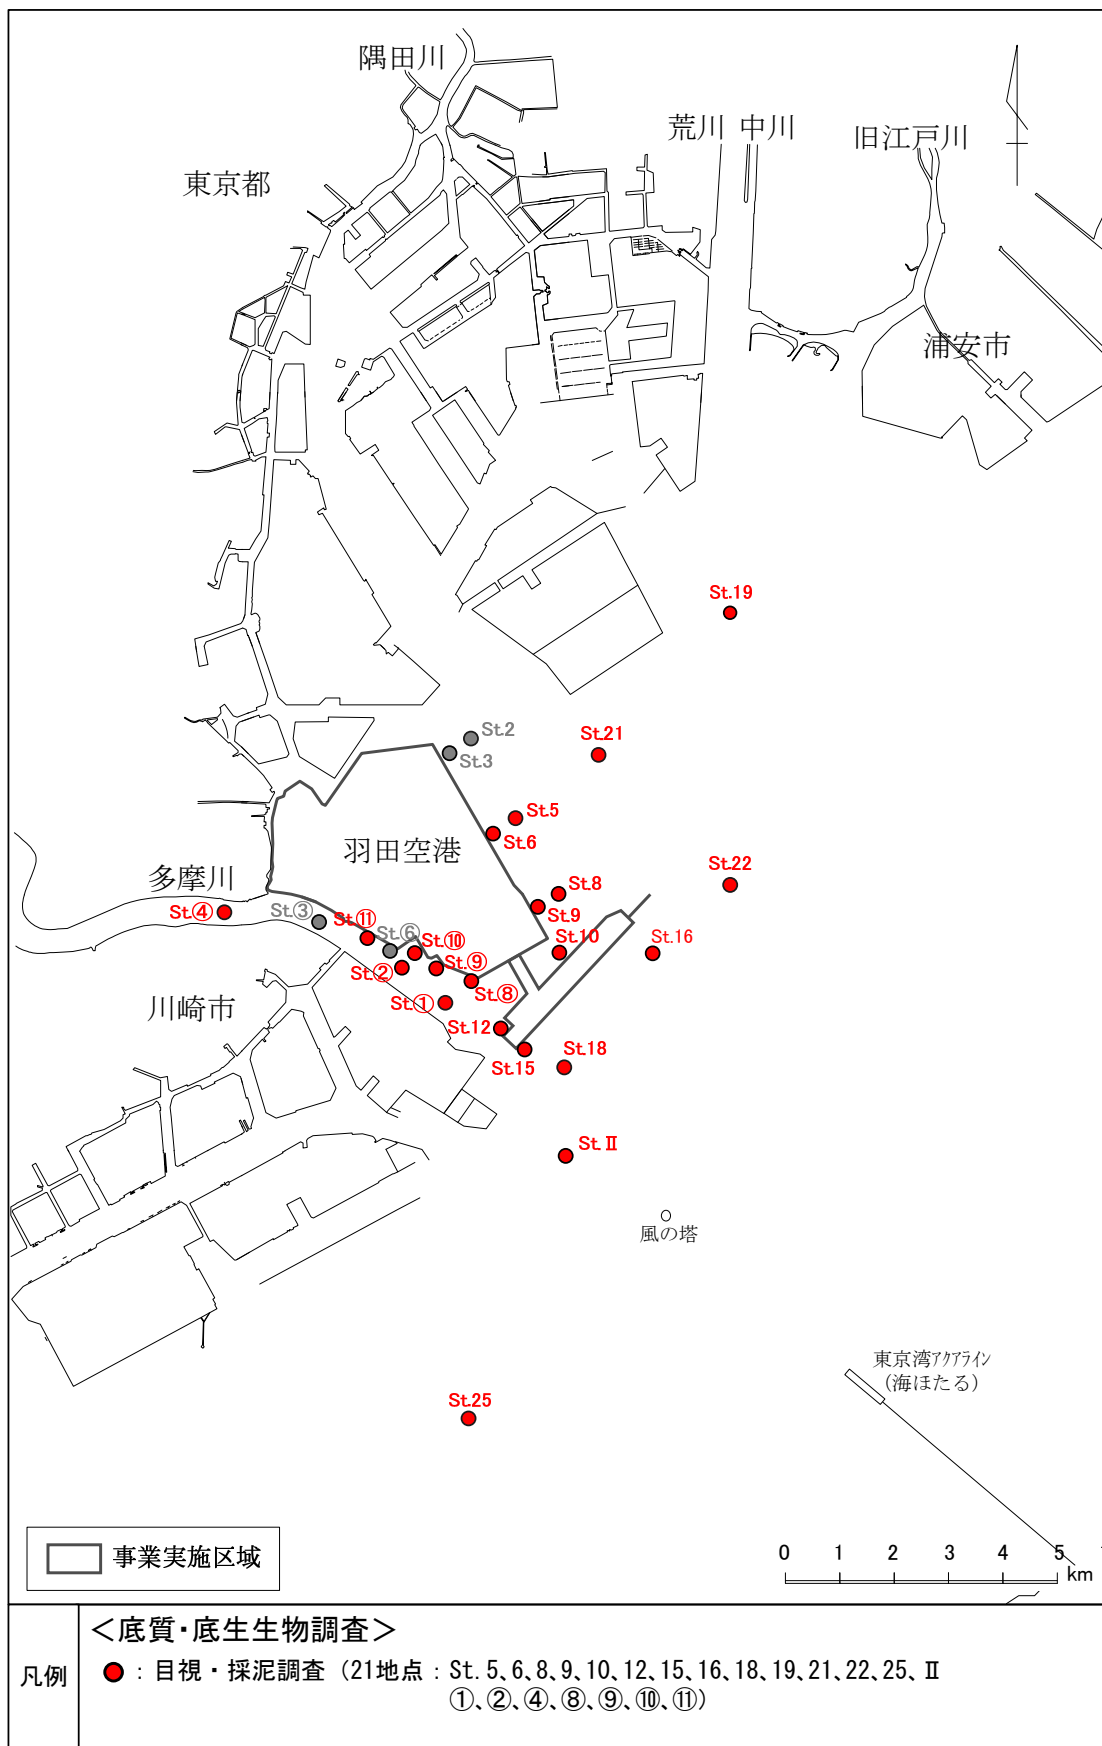 隅田川
荒川 中川
旧江戸川
東京都
浦安市
St.19
St.2
St.3
St.21
St.5
St.6
羽田空港
多摩川
St.22
St.8
St.④
St.③
St.9
St.⑪
St.⑥
St.⑩
St.10
St.16
St.②
St.⑨
St.⑧
川崎市
St.①
St.12
St.15
St.18
St.Ⅱ
風の塔
東京湾アクアライン
(海ほたる)
St.25
事業実施区域
0 1 2 3 4 5
km
凡例
＜底質・底生生物調査＞
：目視・採泥調査（21地点：St. 5、6、8、9、10、12、15、16、18、19、21、22、25、Ⅱ
①、②、④、⑧、⑨、⑩、⑪）